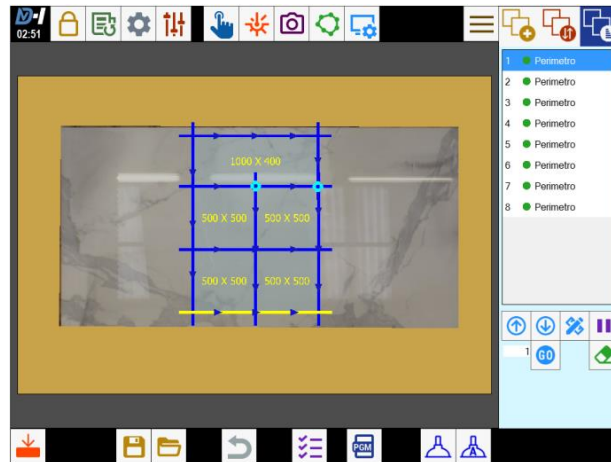 02:51
1 Perimetro
2 Perimetro
3 Perimetro
4 Perimetro
5 Perimetro
6 Perimetro
7 Perimetro
8 Perimetro
1000 X 400
500 X 500 500 X 500
500 X 500 500 X 500
1 GO
PGM
A